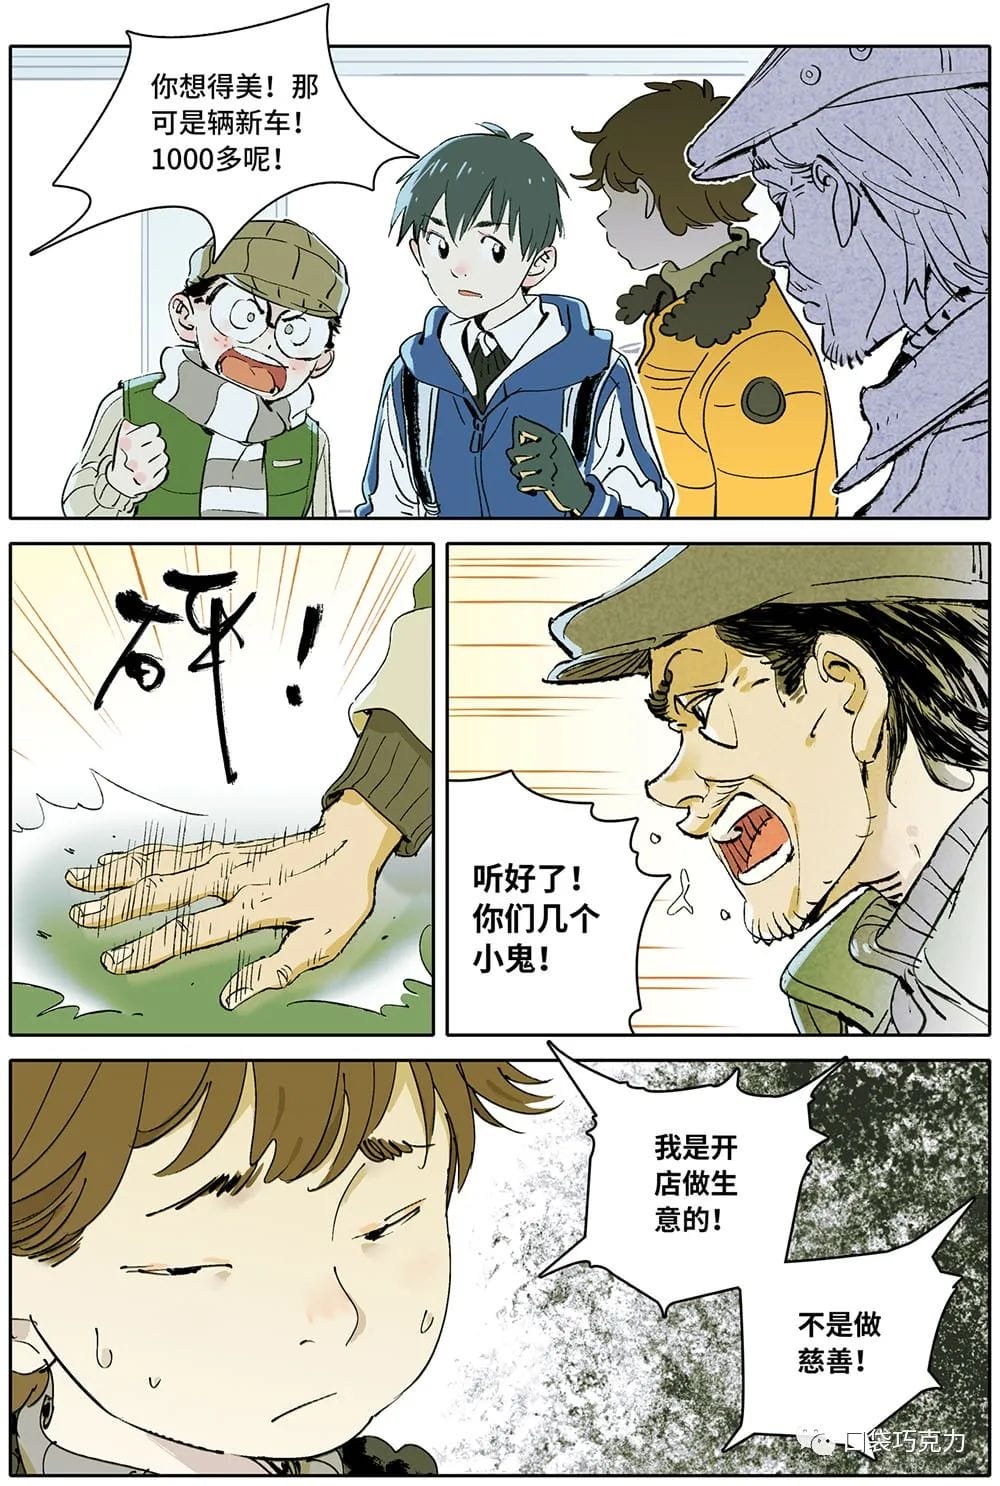 你想得美！那
可是辆新车！
1000多呢！
砰！
听好了！
你们几个
小鬼！
我是开
店做生
意的！
不是做
慈善！
口袋巧克力